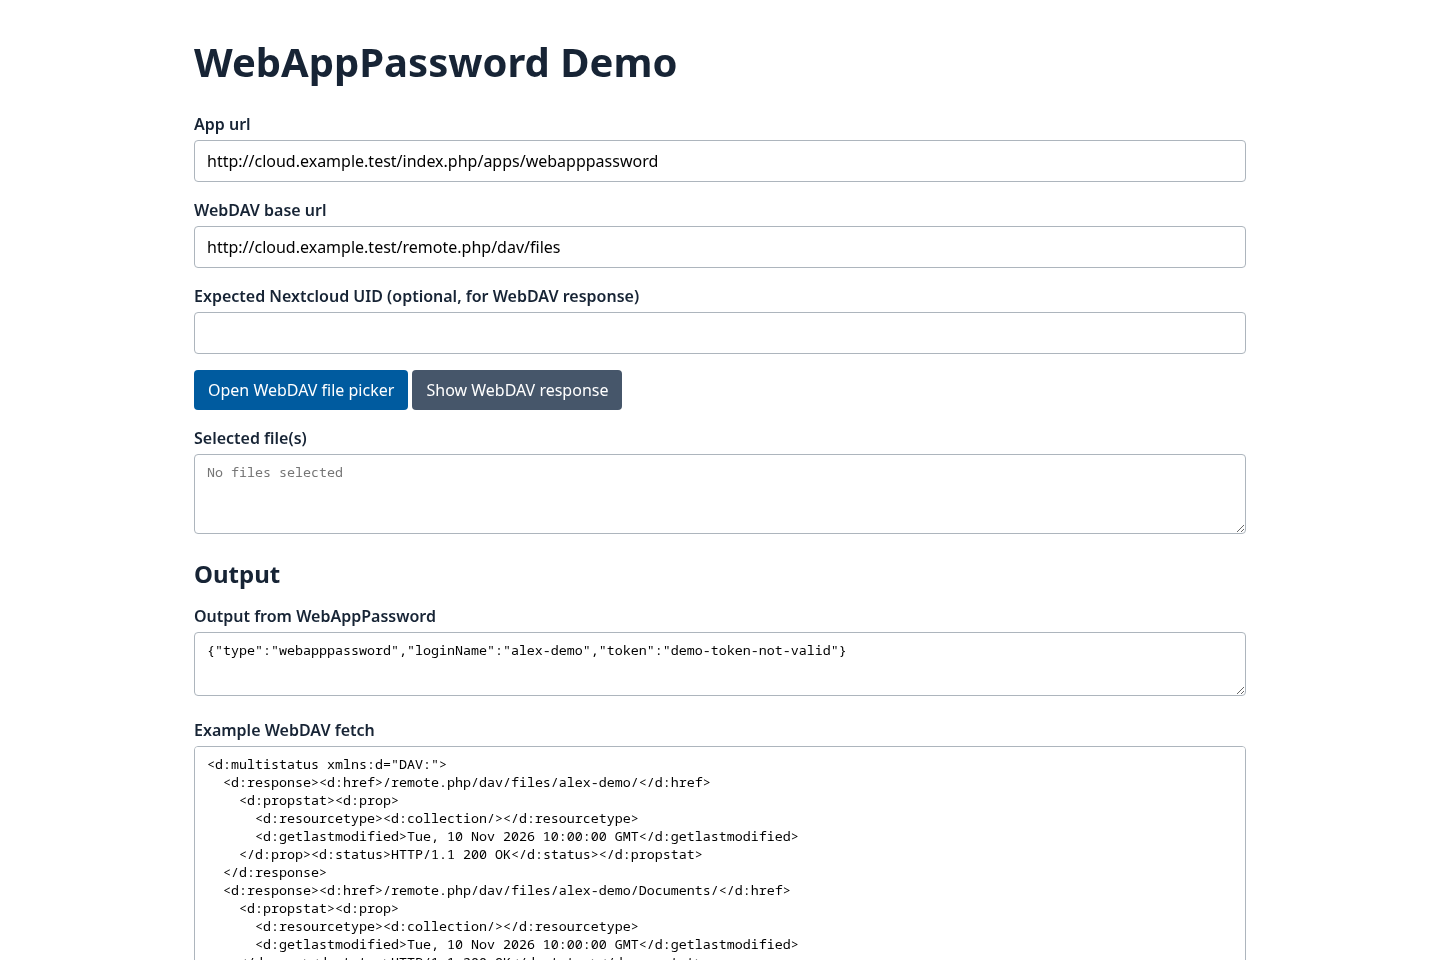 WebAppPassword Demo
App url
http://cloud.example.test/index.php/apps/webapppassword
WebDAV base url
http://cloud.example.test/remote.php/dav/files
Expected Nextcloud UID (optional, for WebDAV response)
Open WebDAV file picker Show WebDAV response
Selected file(s)
No files selected
Output
Output from WebAppPassword
{"type":"webapppassword","loginName":"alex-demo","token":"demo-token-not-valid"}
Example WebDAV fetch
<d:multistatus xmlns:d="DAV:">
  <d:response><d:href>/remote.php/dav/files/alex-demo/</d:href>
    <d:propstat><d:prop>
      <d:resourcetype><d:collection/></d:resourcetype>
      <d:getlastmodified>Tue, 10 Nov 2026 10:00:00 GMT</d:getlastmodified>
    </d:prop><d:status>HTTP/1.1 200 OK</d:status></d:propstat>
  </d:response>
  <d:response><d:href>/remote.php/dav/files/alex-demo/Documents/</d:href>
    <d:propstat><d:prop>
      <d:resourcetype><d:collection/></d:resourcetype>
      <d:getlastmodified>Tue, 10 Nov 2026 10:00:00 GMT</d:getlastmodified>